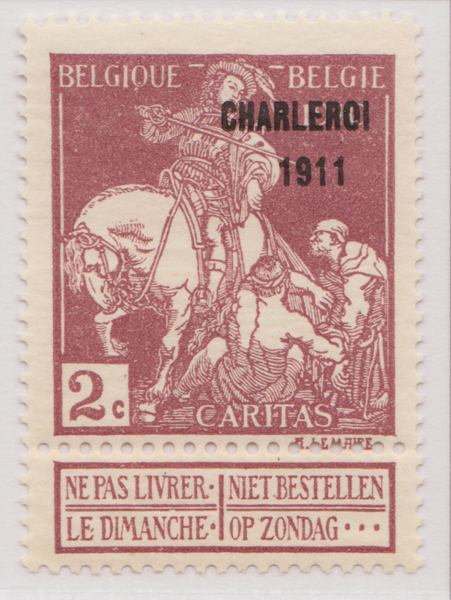 BELGIQUE BELGIE
CHARLEROI
1911
2c
CARITAS
H. LEMAIRE
NE PAS LIVRER· NIET BESTELLEN
LE DIMANCHE· OP ZONDAG ···